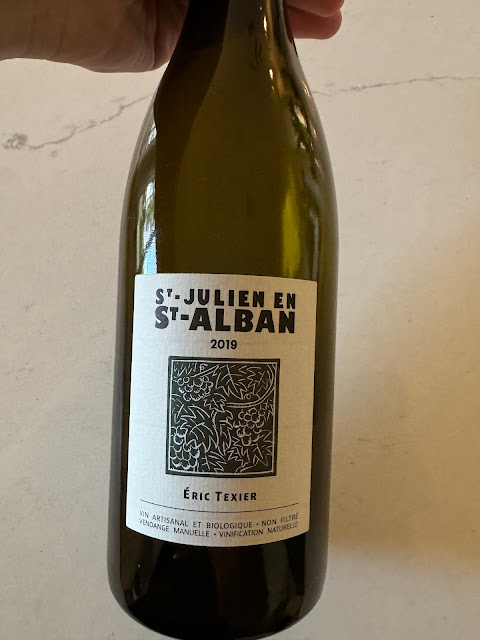 ST-JULIEN EN
ST-ALBAN
2019
ÉRIC TEXIER
VIN ARTISANAL ET BIOLOGIQUE • NON FILTRÉ
VENDANGE MANUELLE • VINIFICATION NATURELLE